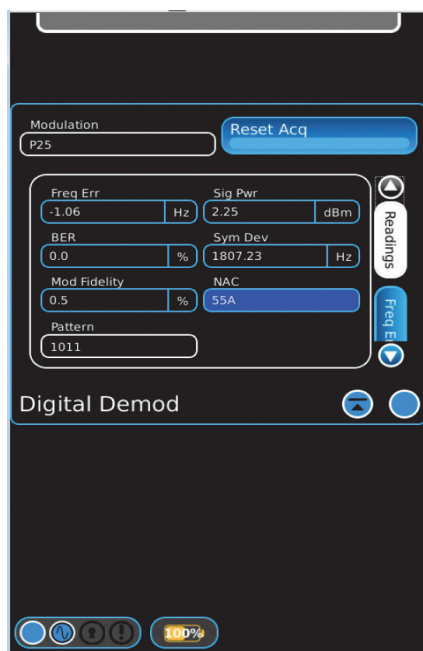 Modulation
P25
Reset Acq
Freq Err
-1.06 Hz
Sig Pwr
2.25 dBm
BER
0.0 %
Sym Dev
1807.23 Hz
Mod Fidelity
0.5 %
NAC
55A
Pattern
1011
Readings
Freq E
Digital Demod
100%